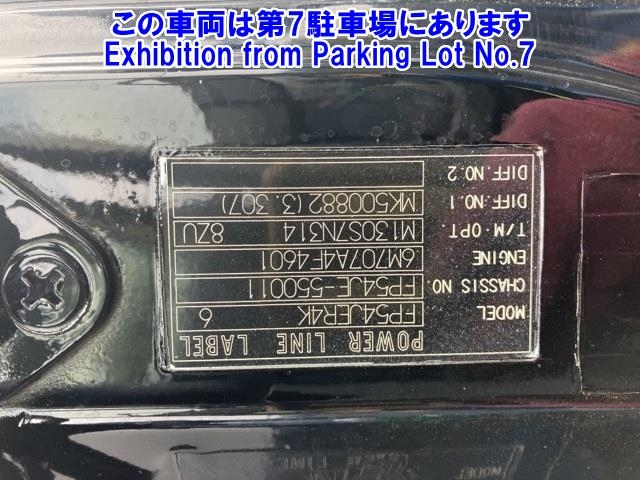 この車両は第7駐車場にあります
Exhibition from Parking Lot No.7
POWER LINE LABEL
MODEL FP54JER4K 6
CHASSIS NO. FP54JE-550011
ENGINE 6M707A4F4601
T/M OPT. M130S7N314 8ZU
DIFF.NO.1 MK500882(3.307)
DIFF.NO.2
MODEL
TIME